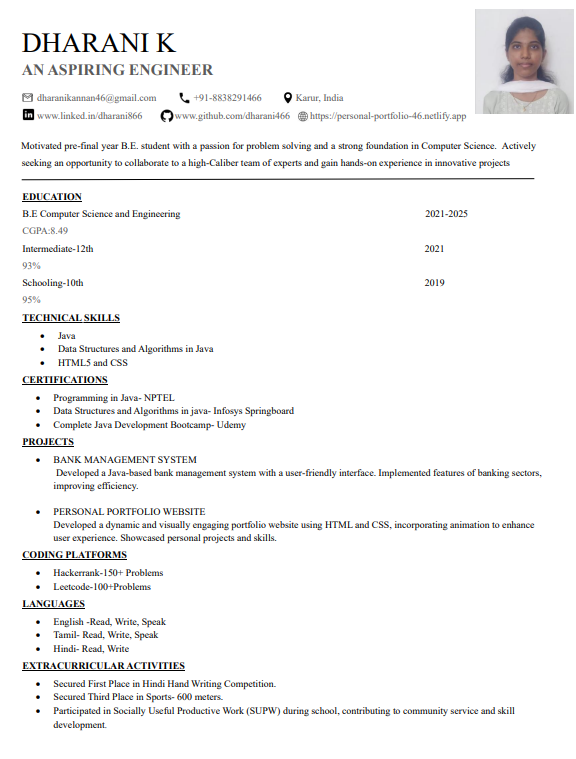 DHARANI K
AN ASPIRING ENGINEER
dharanikannan46@gmail.com +91-8838291466 Karur, India
www.linked.in/dharani866 www.github.com/dharani466 https://personal-portfolio-46.netlify.app
Motivated pre-final year B.E. student with a passion for problem solving and a strong foundation in Computer Science. Actively
seeking an opportunity to collaborate to a high-Caliber team of experts and gain hands-on experience in innovative projects
EDUCATION
B.E Computer Science and Engineering 2021-2025
CGPA:8.49
Intermediate-12th 2021
93%
Schooling-10th 2019
95%
TECHNICAL SKILLS
• Java
• Data Structures and Algorithms in Java
• HTML5 and CSS
CERTIFICATIONS
• Programming in Java- NPTEL
• Data Structures and Algorithms in java- Infosys Springboard
• Complete Java Development Bootcamp- Udemy
PROJECTS
• BANK MANAGEMENT SYSTEM
Developed a Java-based bank management system with a user-friendly interface. Implemented features of banking sectors,
improving efficiency.
• PERSONAL PORTFOLIO WEBSITE
Developed a dynamic and visually engaging portfolio website using HTML and CSS, incorporating animation to enhance
user experience. Showcased personal projects and skills.
CODING PLATFORMS
• Hackerrank-150+ Problems
• Leetcode-100+Problems
LANGUAGES
• English -Read, Write, Speak
• Tamil- Read, Write, Speak
• Hindi- Read, Write
EXTRACURRICULAR ACTIVITIES
• Secured First Place in Hindi Hand Writing Competition.
• Secured Third Place in Sports- 600 meters.
• Participated in Socially Useful Productive Work (SUPW) during school, contributing to community service and skill
development.